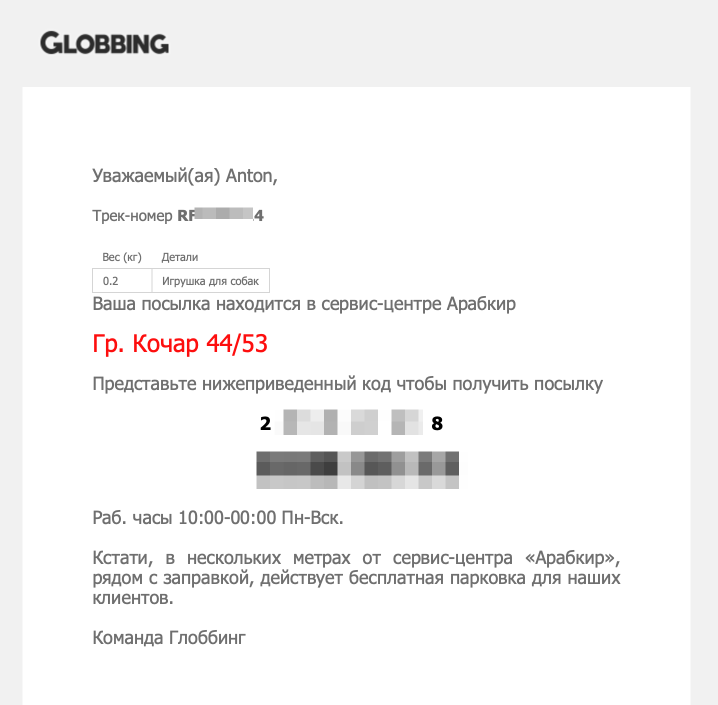 GLOBBING
Уважаемый(ая) Anton,
Трек-номер RF 4
Вес (кг) Детали
0.2 Игрушка для собак
Ваша посылка находится в сервис-центре Арабкир
Гр. Кочар 44/53
Представьте нижеприведенный код чтобы получить посылку
2 8
Раб. часы 10:00-00:00 Пн-Вск.
Кстати, в нескольких метрах от сервис-центра «Арабкир»,
рядом с заправкой, действует бесплатная парковка для наших
клиентов.
Команда Глоббинг